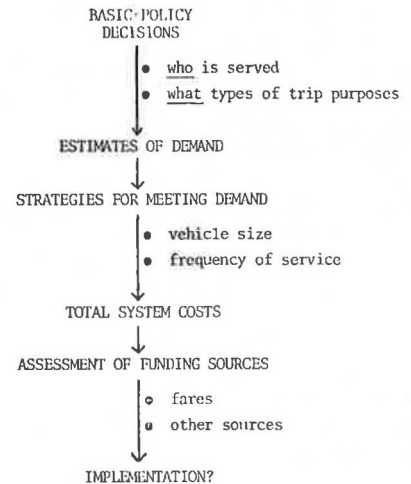 BASIC POLICY
DECISIONS
• who is served
• what types of trip purposes
ESTIMATES OF DEMAND
STRATEGIES FOR MEETING DEMAND
• vehicle size
• frequency of service
TOTAL SYSTEM COSTS
ASSESSMENT OF FUNDING SOURCES
• fares
• other sources
IMPLEMENTATION?